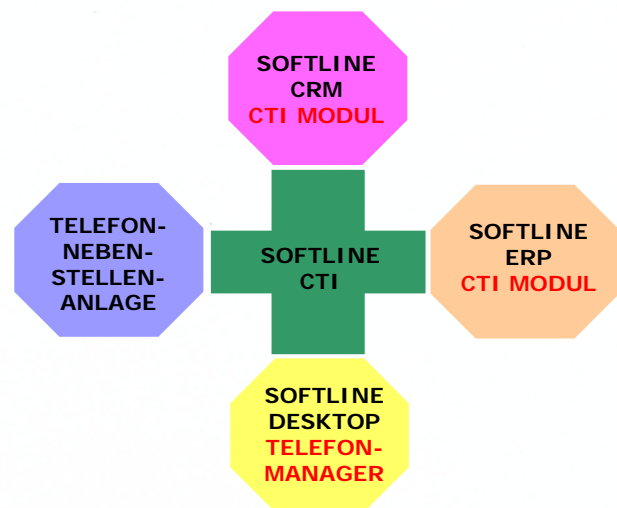 SOFTLINE
CRM
CTI MODUL
TELEFON-
NEBEN-
STELLEN-
ANLAGE
SOFTLINE
CTI
SOFTLINE
ERP
CTI MODUL
SOFTLINE
DESKTOP
TELEFON-
MANAGER